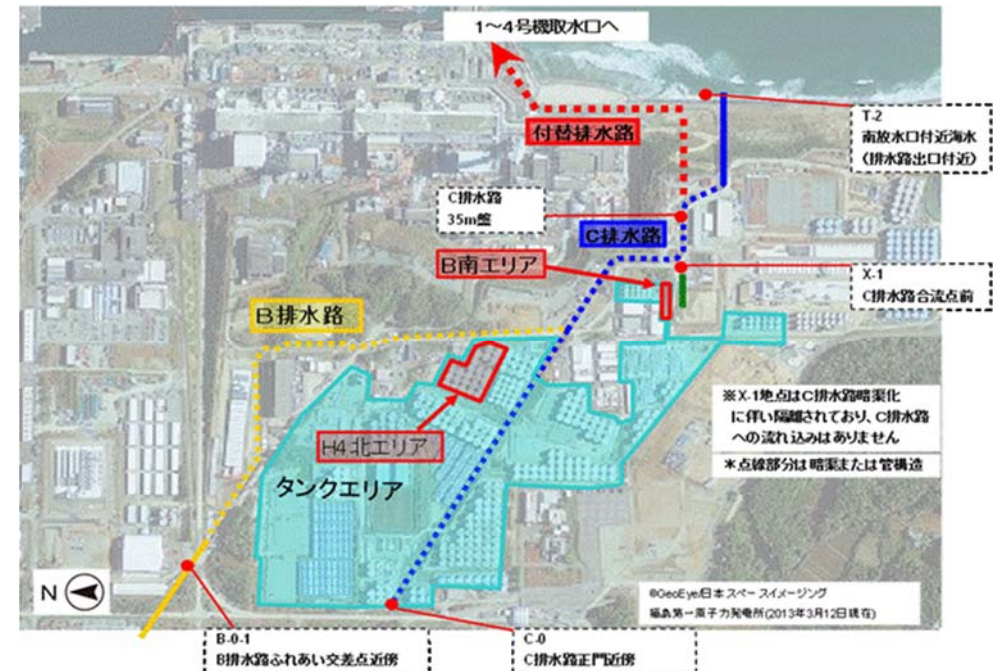 1～4号機取水口へ
付替排水路
T-2
南放水口付近海水
（排水路出口付近）
C排水路
35m盤
C排水路
B南エリア
X-1
C排水路合流点前
B排水路
※X-1地点はC排水路暗渠化
に伴い隔離されており、C排水路
への流れ込みはありません
＊点線部分は暗渠または管構造
H4北エリア
タンクエリア
N
©GeoEye/日本スペースイメージング
福島第一原子力発電所(2013年3月12日現在)
B-0-1
B排水路ふれあい交差点近傍
C-0
C排水路正門近傍